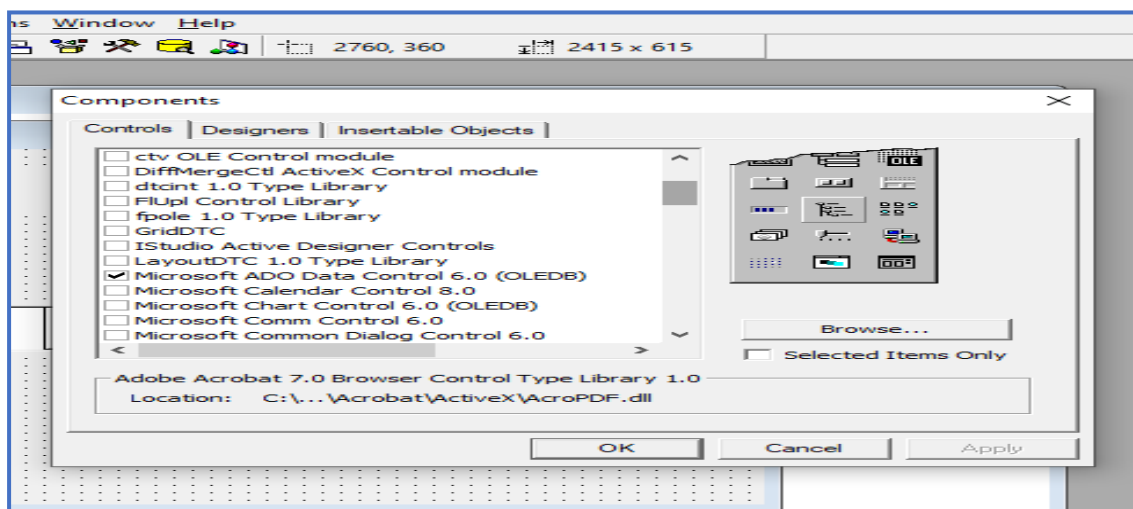 ns Window Help
2760, 360 2415 x 615
Components
Controls Designers Insertable Objects
ctv OLE Control module
DiffMergeCtl ActiveX Control module
dtcint 1.0 Type Library
FlUpl Control Library
fpole 1.0 Type Library
GridDTC
IStudio Active Designer Controls
LayoutDTC 1.0 Type Library
Microsoft ADO Data Control 6.0 (OLEDB)
Microsoft Calendar Control 8.0
Microsoft Chart Control 6.0 (OLEDB)
Microsoft Comm Control 6.0
Microsoft Common Dialog Control 6.0
OLE
Browse...
Selected Items Only
Adobe Acrobat 7.0 Browser Control Type Library 1.0
Location: C:\...\Acrobat\ActiveX\AcroPDF.dll
OK Cancel Apply